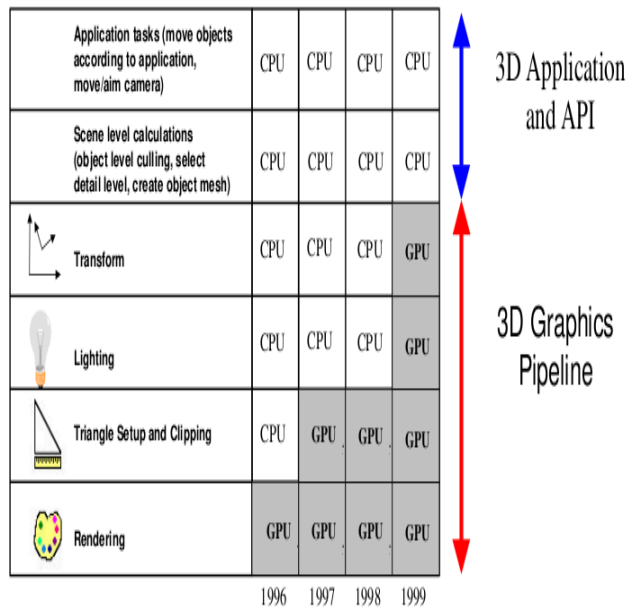 Application tasks (move objects
according to application,
move/aim camera)
CPU CPU CPU CPU
3D Application
and API
Scene level calculations
(object level culling, select
detail level, create object mesh)
CPU CPU CPU CPU
Transform
CPU CPU CPU GPU
Lighting
CPU CPU CPU GPU
3D Graphics
Pipeline
Triangle Setup and Clipping
CPU GPU GPU GPU
Rendering
GPU GPU GPU GPU
1996 1997 1998 1999